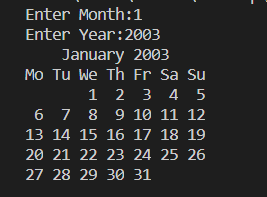 Enter Month:1
Enter Year:2003
    January 2003
Mo Tu We Th Fr Sa Su
       1  2  3  4  5
 6  7  8  9 10 11 12
13 14 15 16 17 18 19
20 21 22 23 24 25 26
27 28 29 30 31